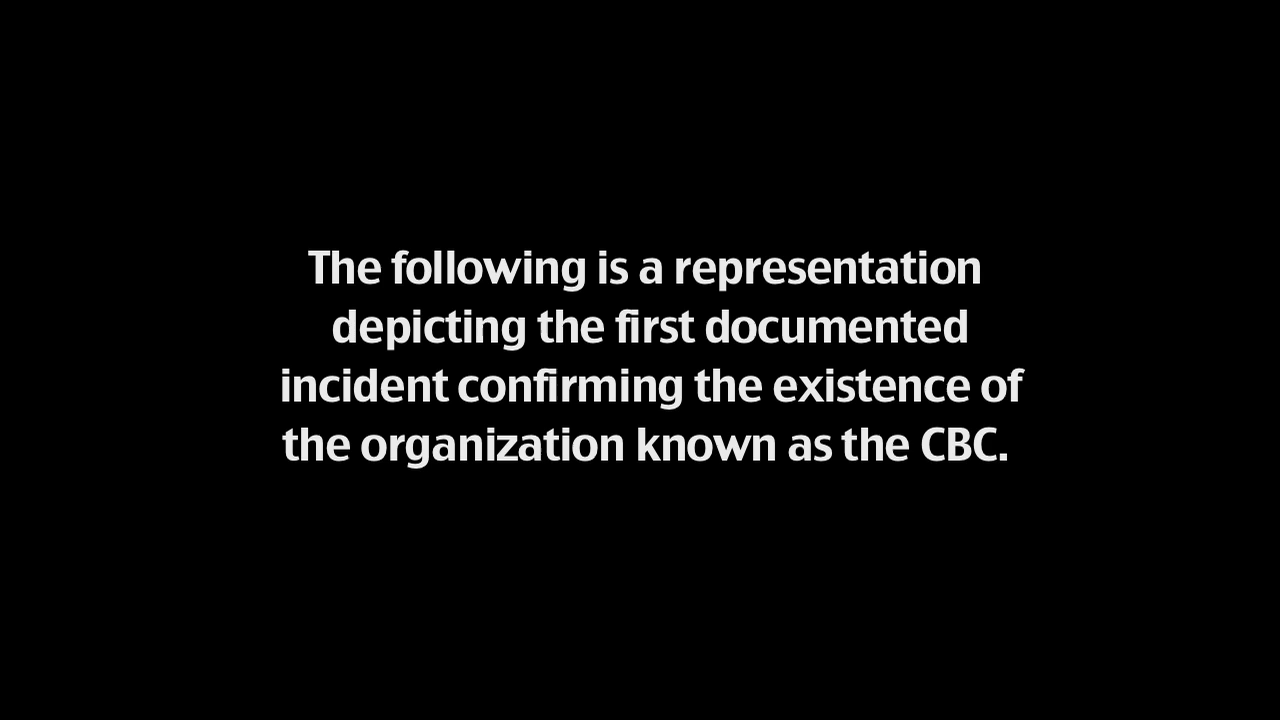 The following is a representation
depicting the first documented
incident confirming the existence of
the organization known as the CBC.